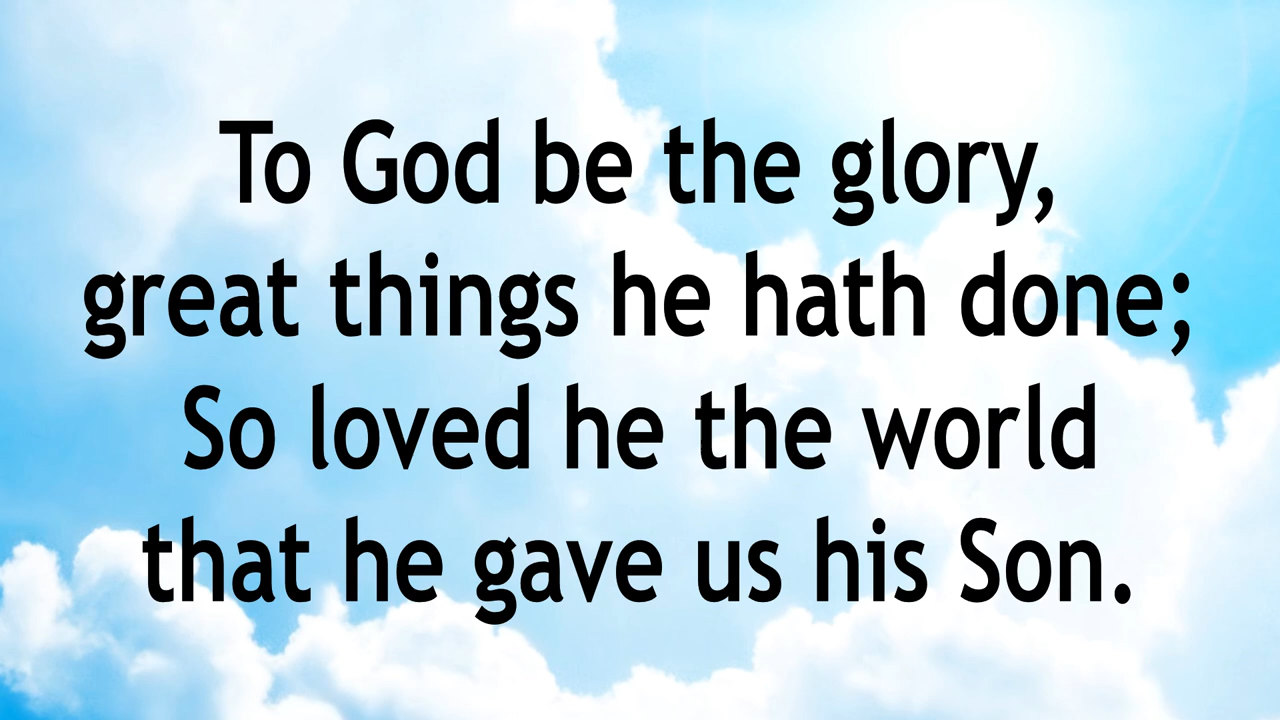 To God be the glory,
great things he hath done;
So loved he the world
that he gave us his Son.